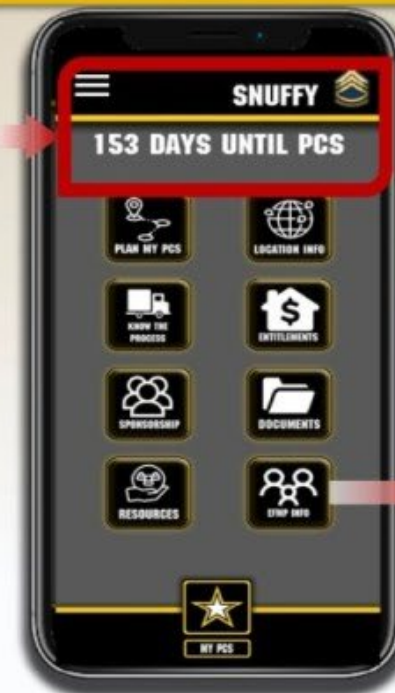 SNUFFY
153 DAYS UNTIL PCS
PLAN MY PCS
LOCATION INFO
KNOW THE
PROCESS
ENTITLEMENTS
SPONSORSHIP
DOCUMENTS
RESOURCES
EFMP INFO
MY PCS